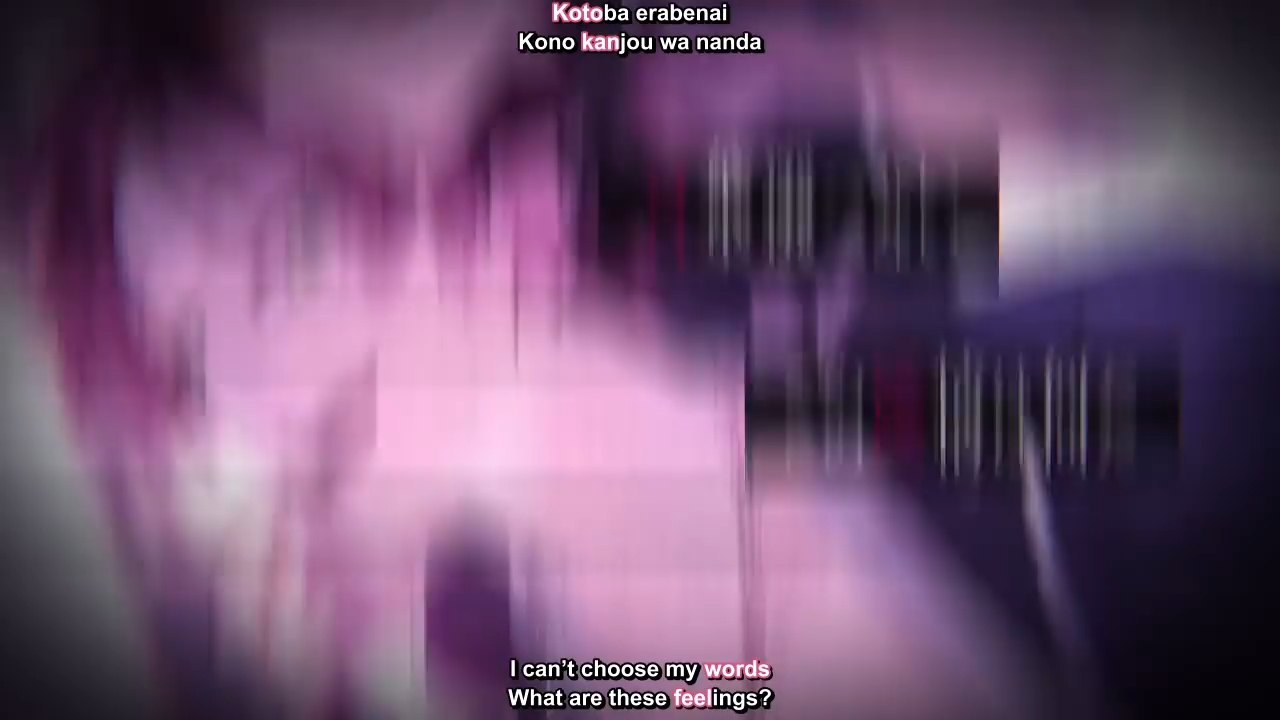 Kotoba erabenai
Kono kanjou wa nanda
I can't choose my words
What are these feelings?